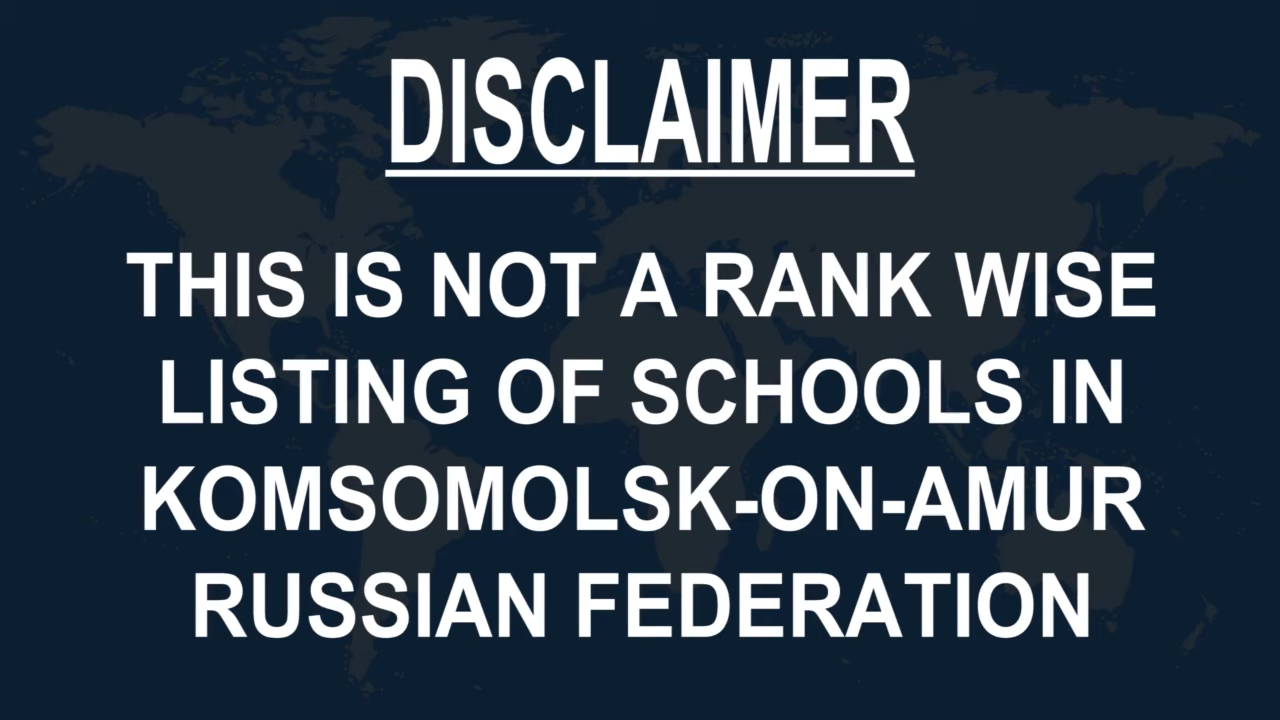 DISCLAIMER
THIS IS NOT A RANK WISE
LISTING OF SCHOOLS IN
KOMSOMOLSK-ON-AMUR
RUSSIAN FEDERATION